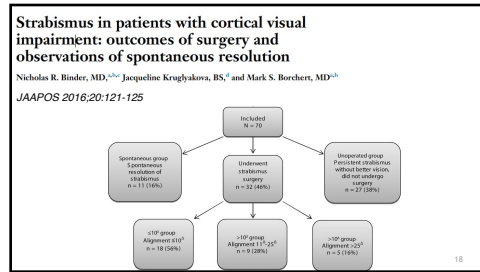 Strabismus in patients with cortical visual
impairment: outcomes of surgery and
observations of spontaneous resolution
Nicholas R. Binder, MD,a,b,c Jacqueline Kruglyakova, BS,d and Mark S. Borchert, MDa,b
JAAPOS 2016;20:121-125
Included
N = 70
Spontaneous group
Spontaneous
resolution of
strabismus
n = 11 (16%)
Underwent
strabismus
surgery
n = 32 (46%)
Unoperated group
Persistent strabismus
without better vision,
did not undergo
surgery
n = 27 (38%)
≤10Δ group
Alignment ≤10Δ
n = 18 (56%)
>10Δ group
Alignment 11Δ-25Δ
n = 9 (28%)
>10Δ group
Alignment >25Δ
n = 5 (16%)
18